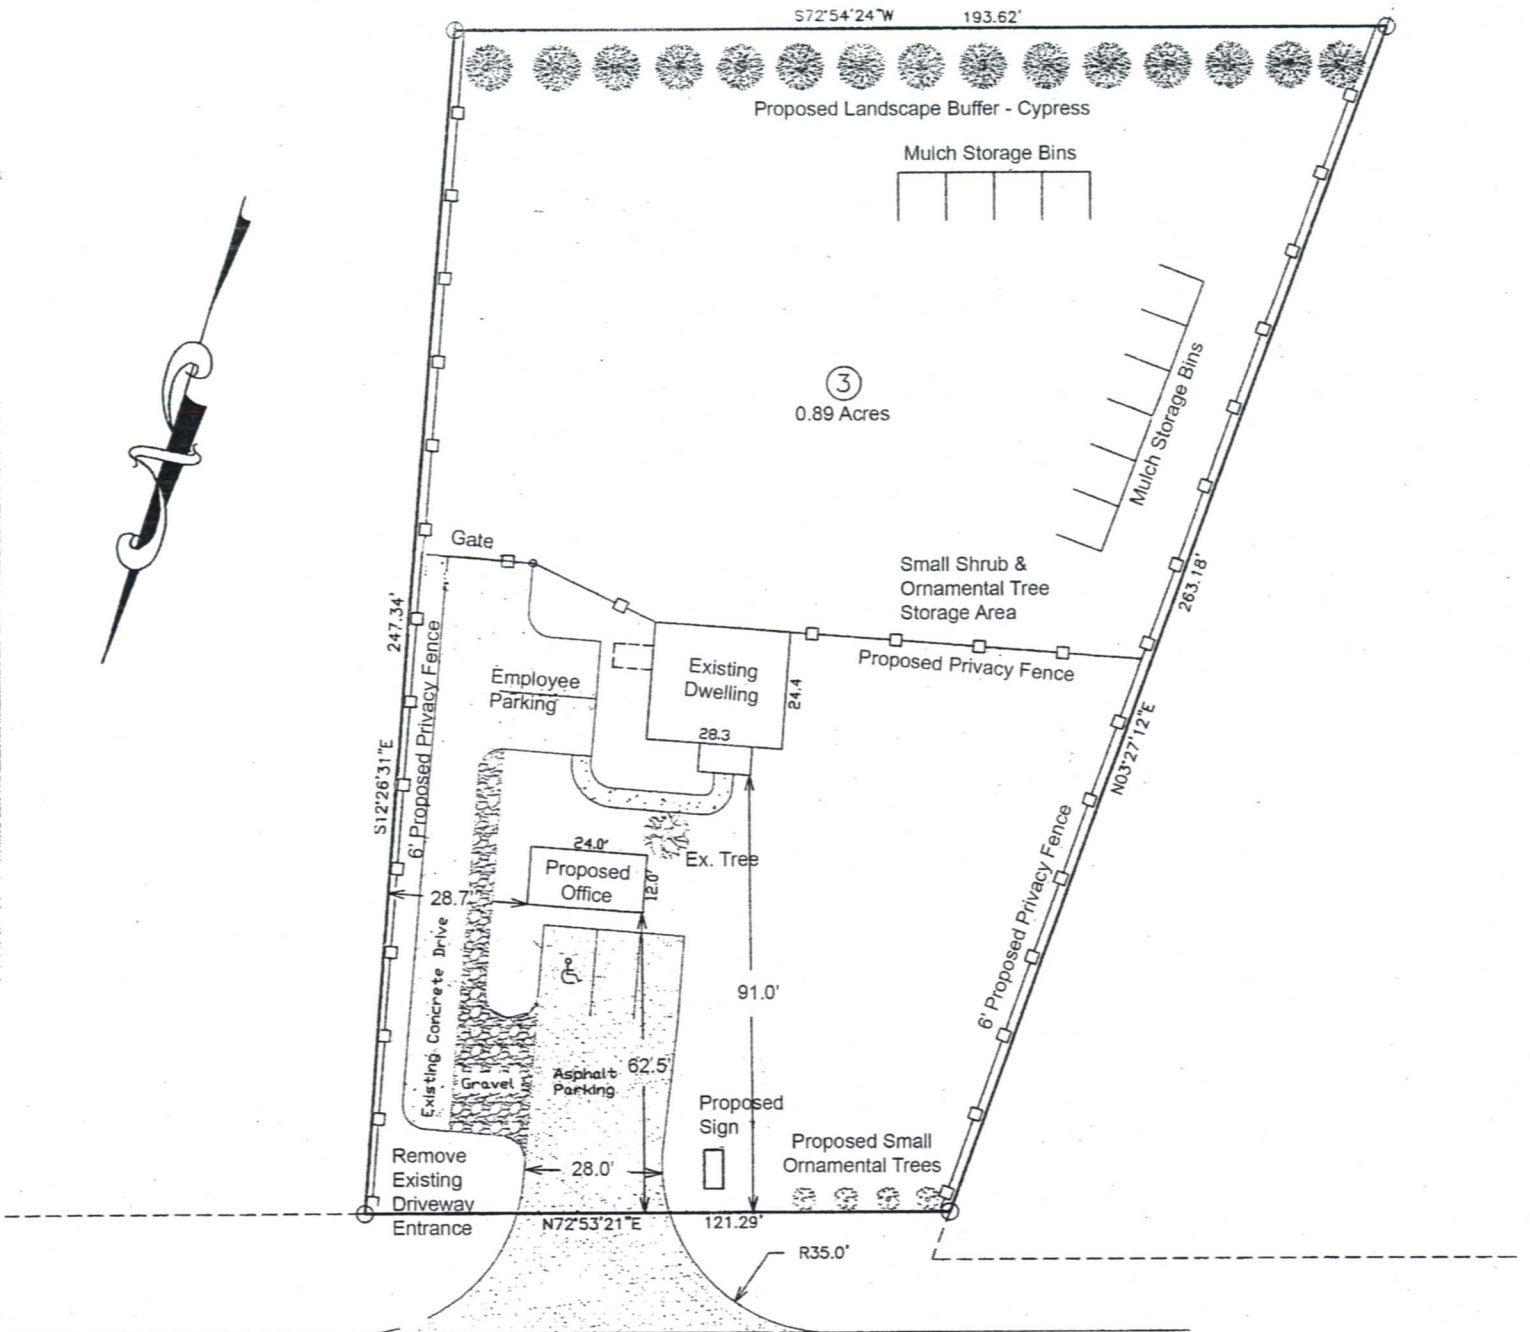 S72°54'24"W 193.62'
Proposed Landscape Buffer - Cypress
Mulch Storage Bins
3
0.89 Acres
Mulch Storage Bins
Gate
Small Shrub &
Ornamental Tree
Storage Area
263.18'
247.34'
6' Proposed Privacy Fence
Existing
Dwelling
24.4
28.3
Proposed Privacy Fence
Employee
Parking
S12°26'31"E
N03°27'12"E
24.0'
Proposed
Office
12.0'
Ex. Tree
28.7'
6' Proposed Privacy Fence
Existing Concrete Drive
91.0'
62.5'
Gravel
Asphalt
Parking
Proposed
Sign
Proposed Small
Ornamental Trees
Remove
Existing
Driveway
Entrance
28.0'
N72°53'21"E 121.29'
R35.0'